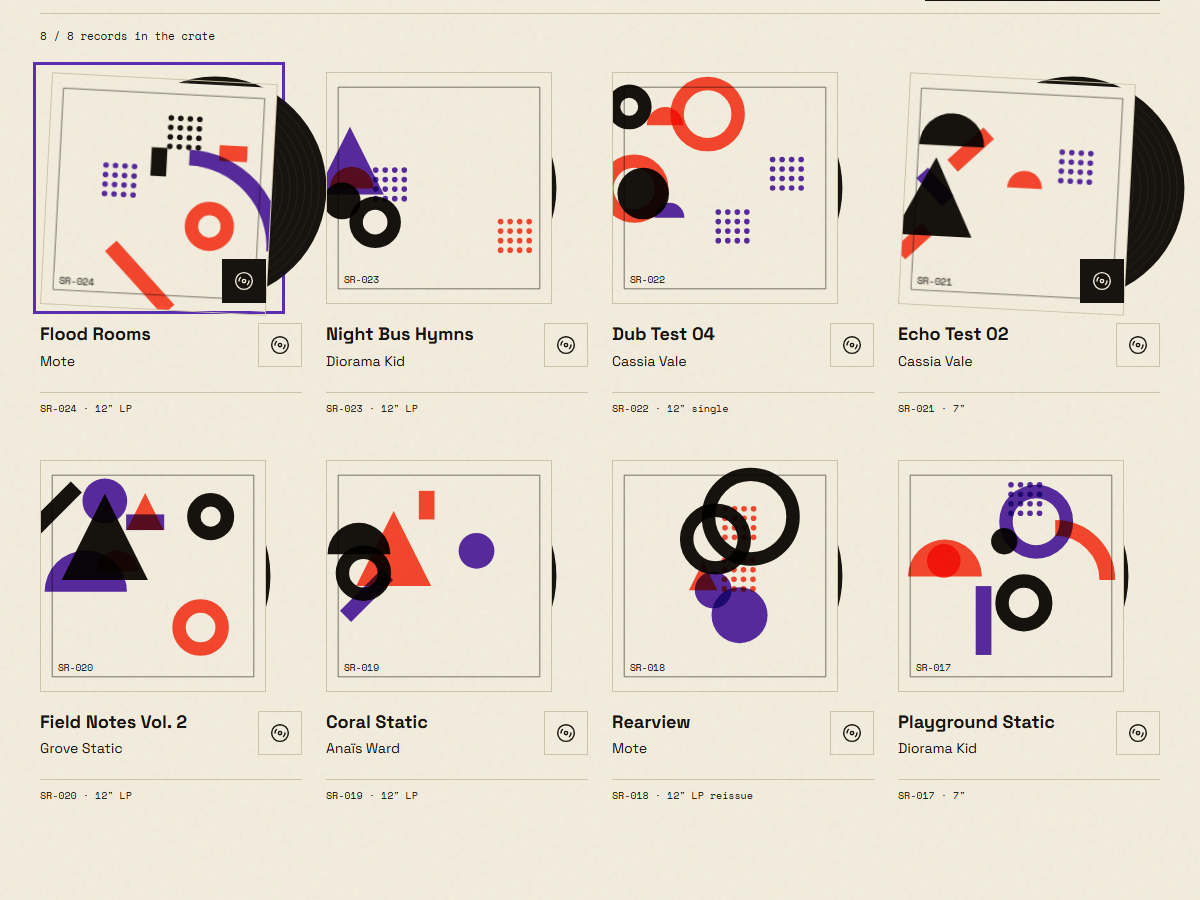 8 / 8 records in the crate
SR-024
SR-023
SR-022
SR-021
Flood Rooms
Mote
SR-024 · 12" LP
Night Bus Hymns
Diorama Kid
SR-023 · 12" LP
Dub Test 04
Cassia Vale
SR-022 · 12" single
Echo Test 02
Cassia Vale
SR-021 · 7"
SR-020
SR-019
SR-018
SR-017
Field Notes Vol. 2
Grove Static
SR-020 · 12" LP
Coral Static
Anaïs Ward
SR-019 · 12" LP
Rearview
Mote
SR-018 · 12" LP reissue
Playground Static
Diorama Kid
SR-017 · 7"